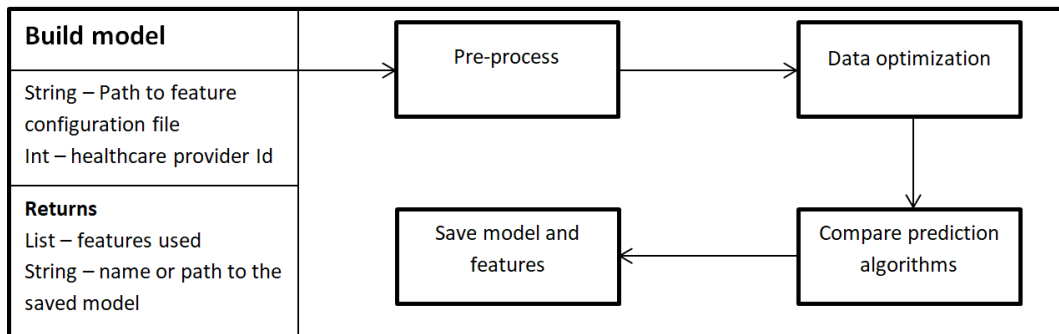 Build model
String – Path to feature
configuration file
Int – healthcare provider Id
Returns
List – features used
String – name or path to the
saved model
Pre-process
Data optimization
Compare prediction
algorithms
Save model and
features